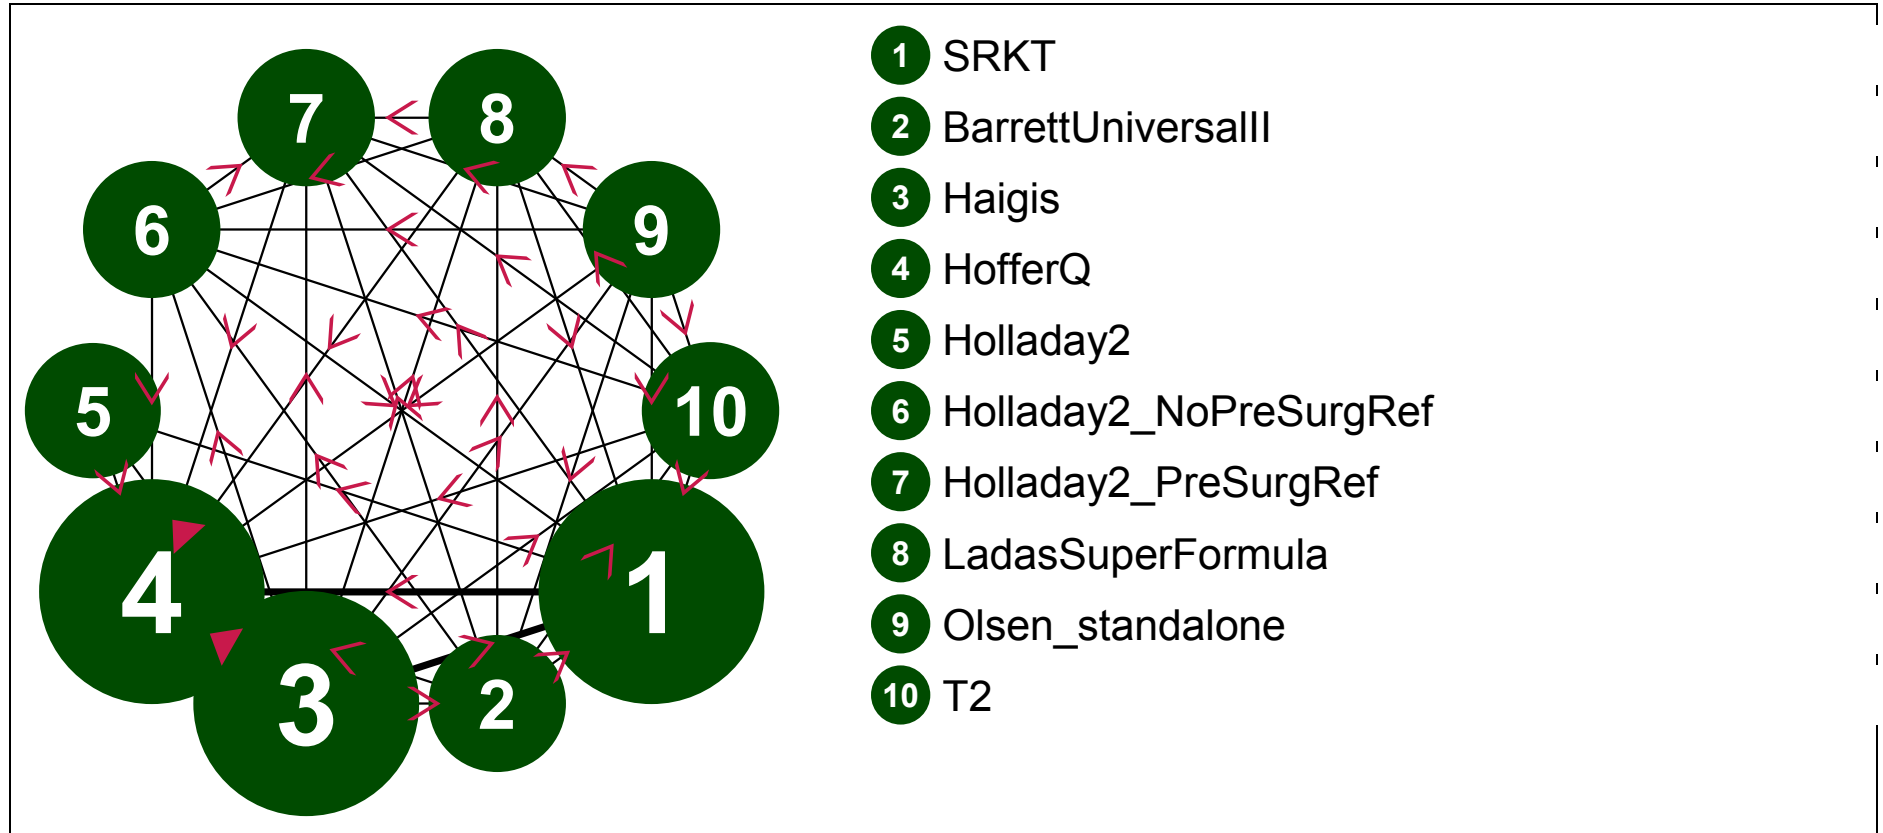 7
8
6
9
5
10
4
1
3
2
1 SRKT
2 BarrettUniversalII
3 Haigis
4 HofferQ
5 Holladay2
6 Holladay2_NoPreSurgRef
7 Holladay2_PreSurgRef
8 LadasSuperFormula
9 Olsen_standalone
10 T2